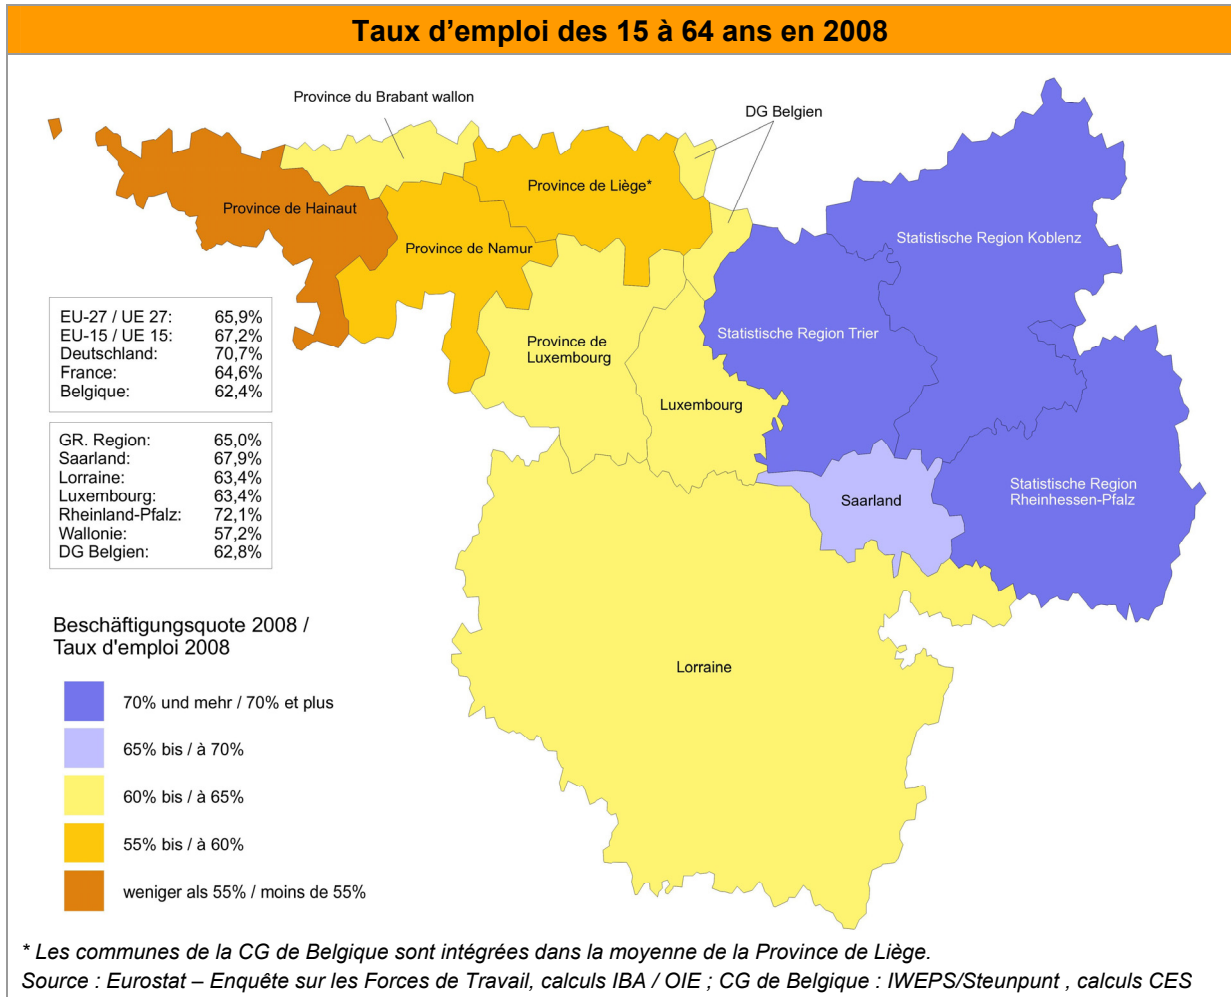 Taux d’emploi des 15 à 64 ans en 2008
Province du Brabant wallon
DG Belgien
Province de Liège*
Province de Hainaut
Province de Namur
Statistische Region Koblenz
Statistische Region Trier
Province de
Luxembourg
Luxembourg
Saarland
Statistische Region
Rheinhessen-Pfalz
Lorraine
EU-27 / UE 27: 65,9%
EU-15 / UE 15: 67,2%
Deutschland: 70,7%
France: 64,6%
Belgique: 62,4%
GR. Region: 65,0%
Saarland: 67,9%
Lorraine: 63,4%
Luxembourg: 63,4%
Rheinland-Pfalz: 72,1%
Wallonie: 57,2%
DG Belgien: 62,8%
Beschäftigungsquote 2008 /
Taux d'emploi 2008
70% und mehr / 70% et plus
65% bis / à 70%
60% bis / à 65%
55% bis / à 60%
weniger als 55% / moins de 55%
* Les communes de la CG de Belgique sont intégrées dans la moyenne de la Province de Liège.
Source : Eurostat – Enquête sur les Forces de Travail, calculs IBA / OIE ; CG de Belgique : IWEPS/Steunpunt , calculs CES